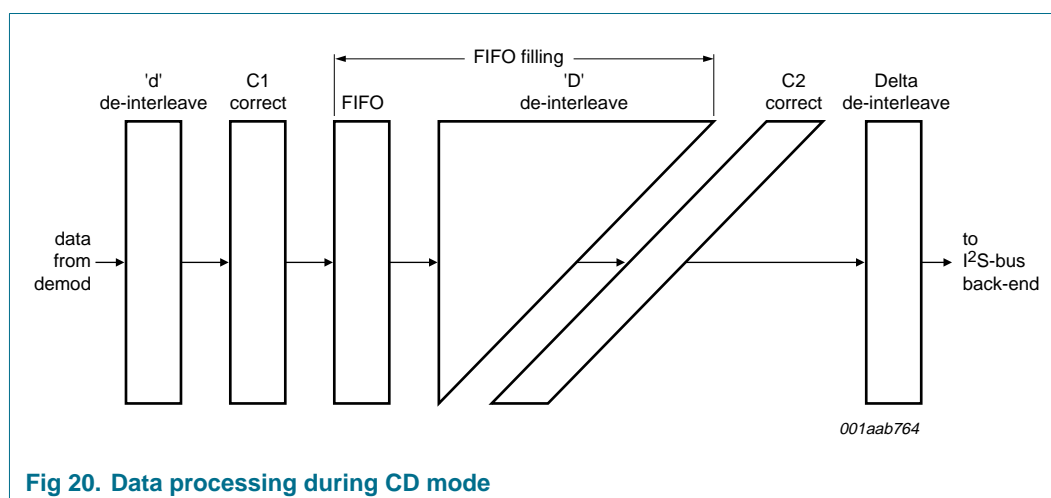 FIFO filling
'd'
de-interleave
C1
correct
FIFO
'D'
de-interleave
C2
correct
Delta
de-interleave
data
from
demod
to
I²S-bus
back-end
001aab764
Fig 20. Data processing during CD mode